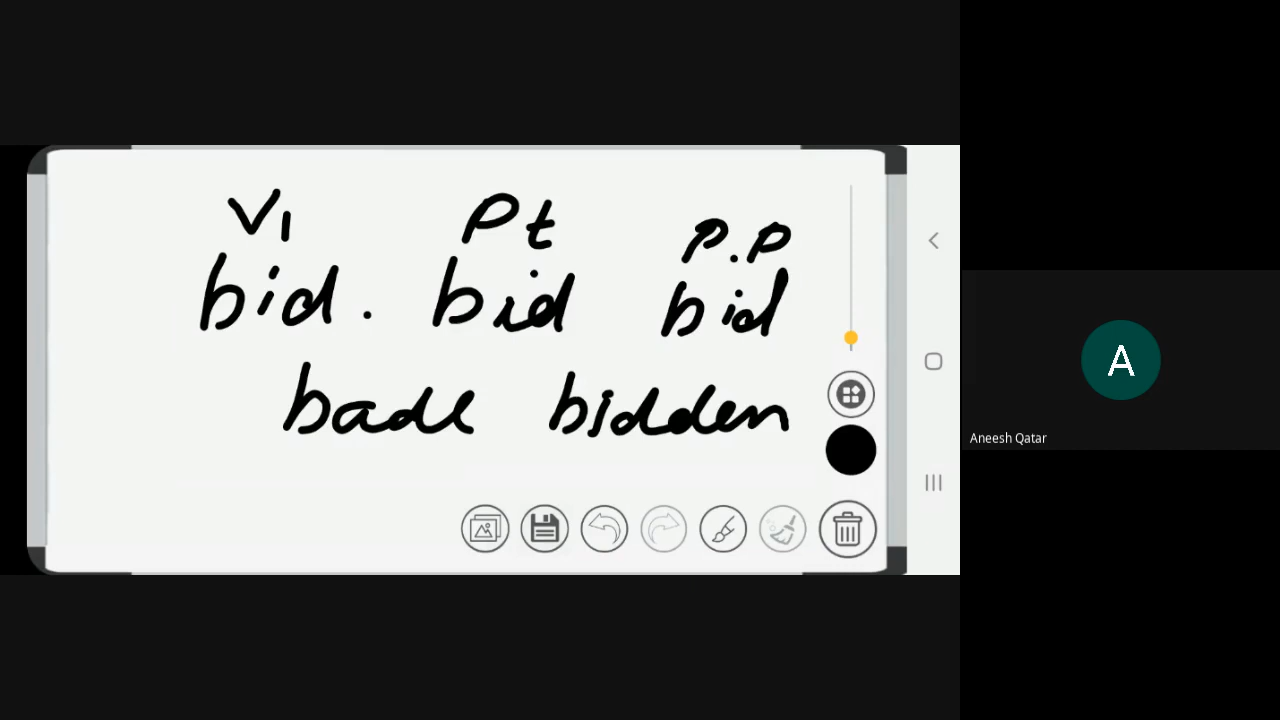 V1 Pt P.P
bid. bid bid
bade bidden
A
Aneesh Qatar